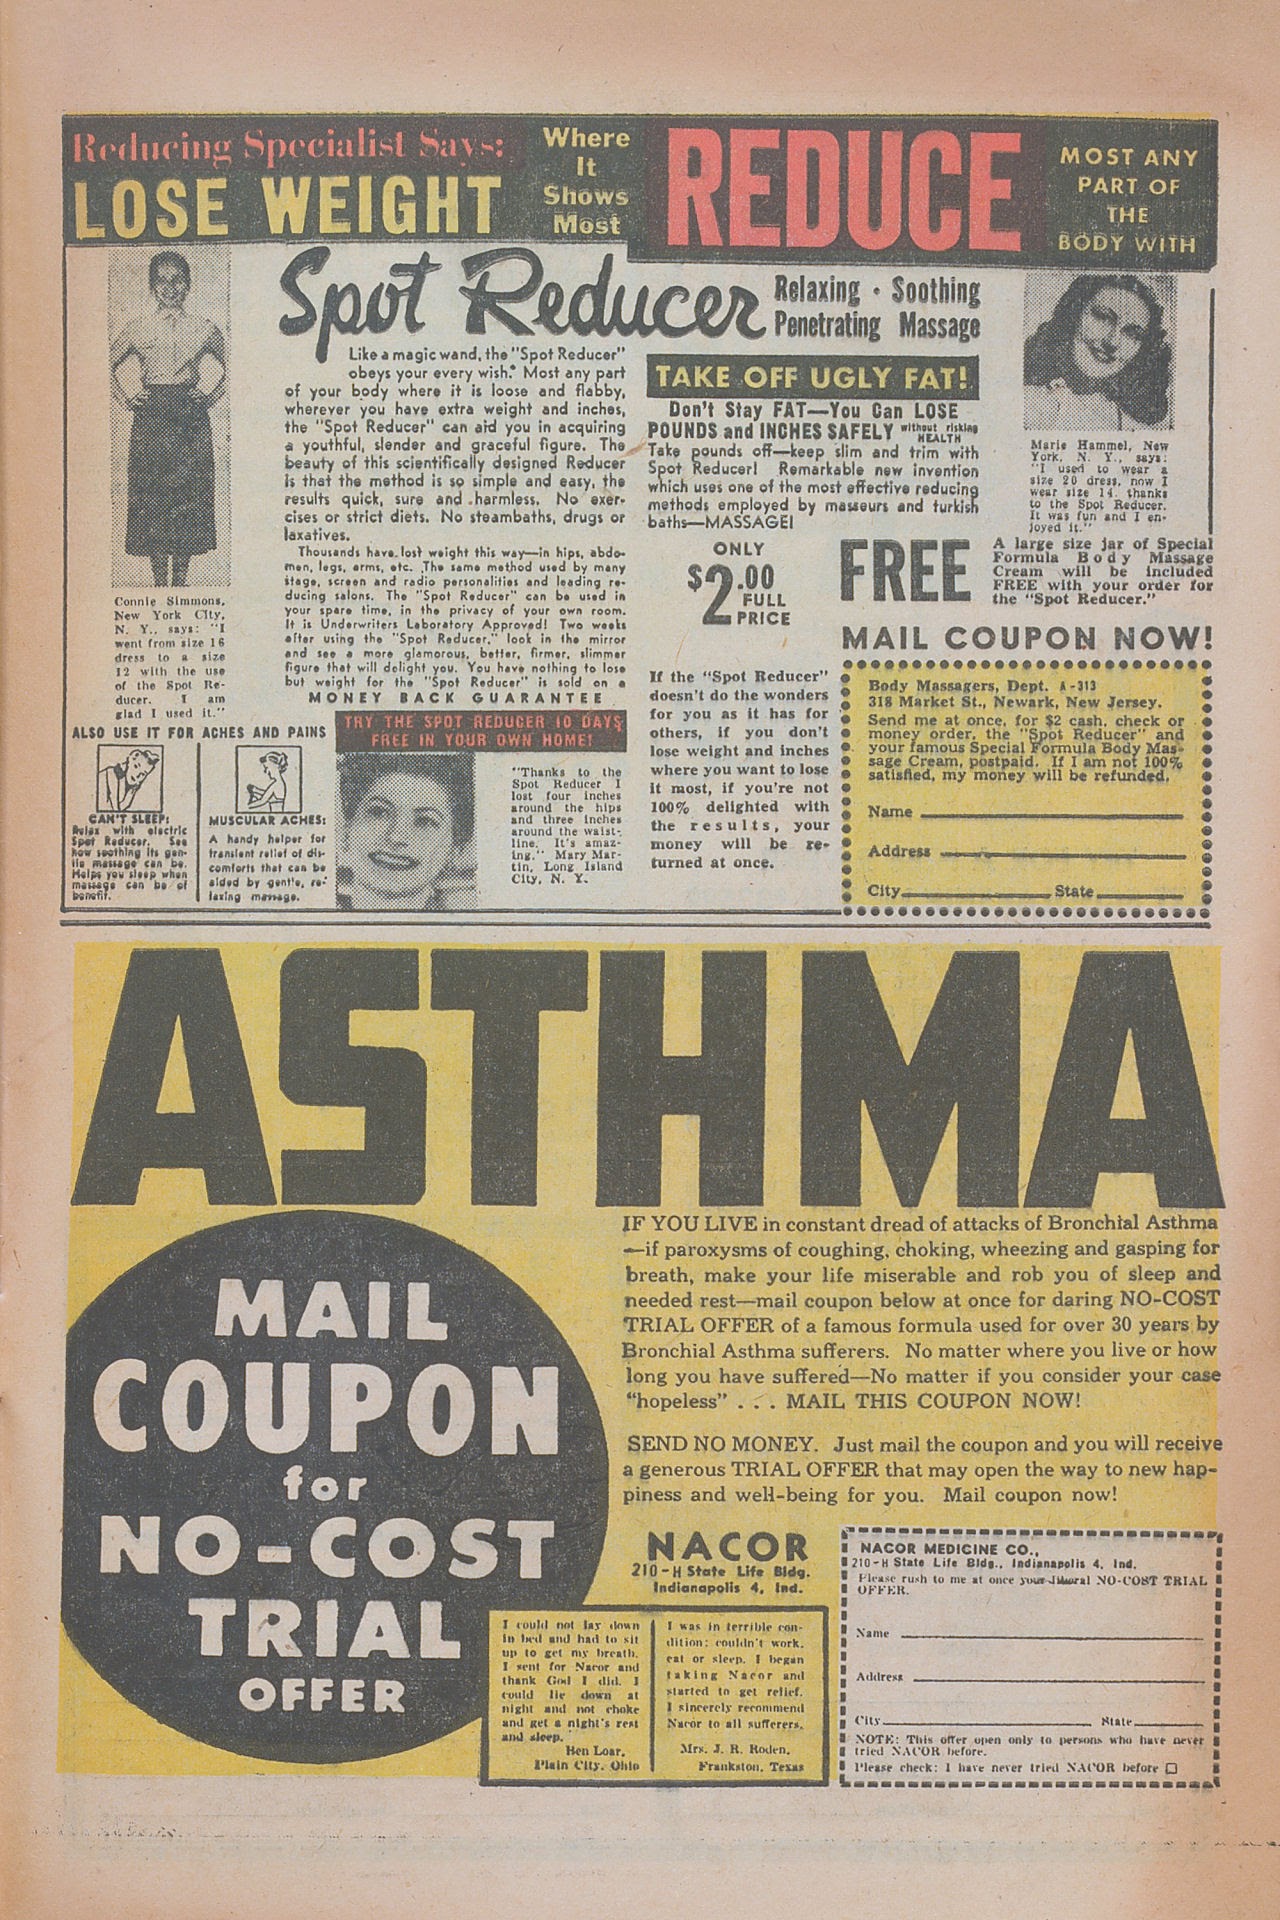 Reducing Specialist Says:
LOSE WEIGHT
Where
It
Shows
Most
REDUCE
MOST ANY
PART OF
THE
BODY WITH
Spot Reducer
Relaxing · Soothing
Penetrating Massage
Connie Simmons,
New York City,
N. Y., says: "I
went from size 16
dress to a size
12 with the use
of the Spot Re-
ducer. I am
glad I used it."
Like a magic wand, the "Spot Reducer"
obeys your every wish. Most any part
of your body where it is loose and flabby,
wherever you have extra weight and inches,
the "Spot Reducer" can aid you in acquiring
a youthful, slender and graceful figure. The
beauty of this scientifically designed Reducer
is that the method is so simple and easy, the
results quick, sure and harmless. No exer-
cises or strict diets. No steambaths, drugs or
laxatives.
Thousands have lost weight this way—in hips, abdo-
men, legs, arms, etc. The same method used by many
stage, screen and radio personalities and leading re-
ducing salons. The "Spot Reducer" can be used in
your spare time, in the privacy of your own room.
It is Underwriters Laboratory Approved! Two weeks
after using the "Spot Reducer," look in the mirror
and see a more glamorous, better, firmer, slimmer
figure that will delight you. You have nothing to lose
but weight for the "Spot Reducer" is sold on a
MONEY BACK GUARANTEE
TRY THE SPOT REDUCER 10 DAYS
FREE IN YOUR OWN HOME!
ALSO USE IT FOR ACHES AND PAINS
CAN'T SLEEP:
Relax with electric
Spot Reducer. See
how soothing its gen-
tle massage can be.
Helps you sleep when
massage can be of
benefit.
MUSCULAR ACHES:
A handy helper for
transient relief of dis-
comforts that can be
aided by gentle, re-
laxing massage.
"Thanks to the
Spot Reducer I
lost four inches
around the hips
and three inches
around the waist-
line. It's amaz-
ing." Mary Mar-
tin, Long Island
City, N. Y.
TAKE OFF UGLY FAT!
Don't Stay FAT—You Can LOSE
POUNDS and INCHES SAFELY without risking
HEALTH
Take pounds off—keep slim and trim with
Spot Reducer! Remarkable new invention
which uses one of the most effective reducing
methods employed by masseurs and turkish
baths—MASSAGE!
ONLY
$2.00
FULL
PRICE
If the "Spot Reducer"
doesn't do the wonders
for you as it has for
others, if you don't
lose weight and inches
where you want to lose
it most, if you're not
100% delighted with
the results, your
money will be re-
turned at once.
Marie Hammel, New
York, N. Y., says:
"I used to wear a
size 20 dress, now I
wear size 14 thanks
to the Spot Reducer.
It was fun and I en-
joyed it."
FREE
A large size jar of Special
Formula Body Massage
Cream will be included
FREE with your order for
the "Spot Reducer."
MAIL COUPON NOW!
Body Massagers, Dept. A-313
318 Market St., Newark, New Jersey.
Send me at once, for $2 cash, check or
money order, the "Spot Reducer" and
your famous Special Formula Body Mas-
sage Cream, postpaid. If I am not 100%
satisfied, my money will be refunded.
Name
Address
City State
ASTHMA
MAIL
COUPON
for
NO-COST
TRIAL
OFFER
IF YOU LIVE in constant dread of attacks of Bronchial Asthma
—if paroxysms of coughing, choking, wheezing and gasping for
breath, make your life miserable and rob you of sleep and
needed rest—mail coupon below at once for daring NO-COST
TRIAL OFFER of a famous formula used for over 30 years by
Bronchial Asthma sufferers. No matter where you live or how
long you have suffered—No matter if you consider your case
"hopeless" . . . MAIL THIS COUPON NOW!
SEND NO MONEY. Just mail the coupon and you will receive
a generous TRIAL OFFER that may open the way to new hap-
piness and well-being for you. Mail coupon now!
NACOR
210-H State Life Bldg.
Indianapolis 4, Ind.
I could not lay down
in bed and had to sit
up to get my breath.
I sent for Nacor and
thank God I did. I
could lie down at
night and not choke
and get a night's rest
and sleep.
Ben Loar,
Plain City, Ohio
I was in terrible con-
dition; couldn't work,
eat or sleep. I began
taking Nacor and
started to get relief.
I sincerely recommend
Nacor to all sufferers.
Mrs. J. R. Roden,
Frankston, Texas
NACOR MEDICINE CO.,
210-H State Life Bldg., Indianapolis 4, Ind.
Please rush to me at once your liberal NO-COST TRIAL
OFFER.
Name
Address
City State
NOTE: This offer open only to persons who have never
tried NACOR before.
Please check: I have never tried NACOR before